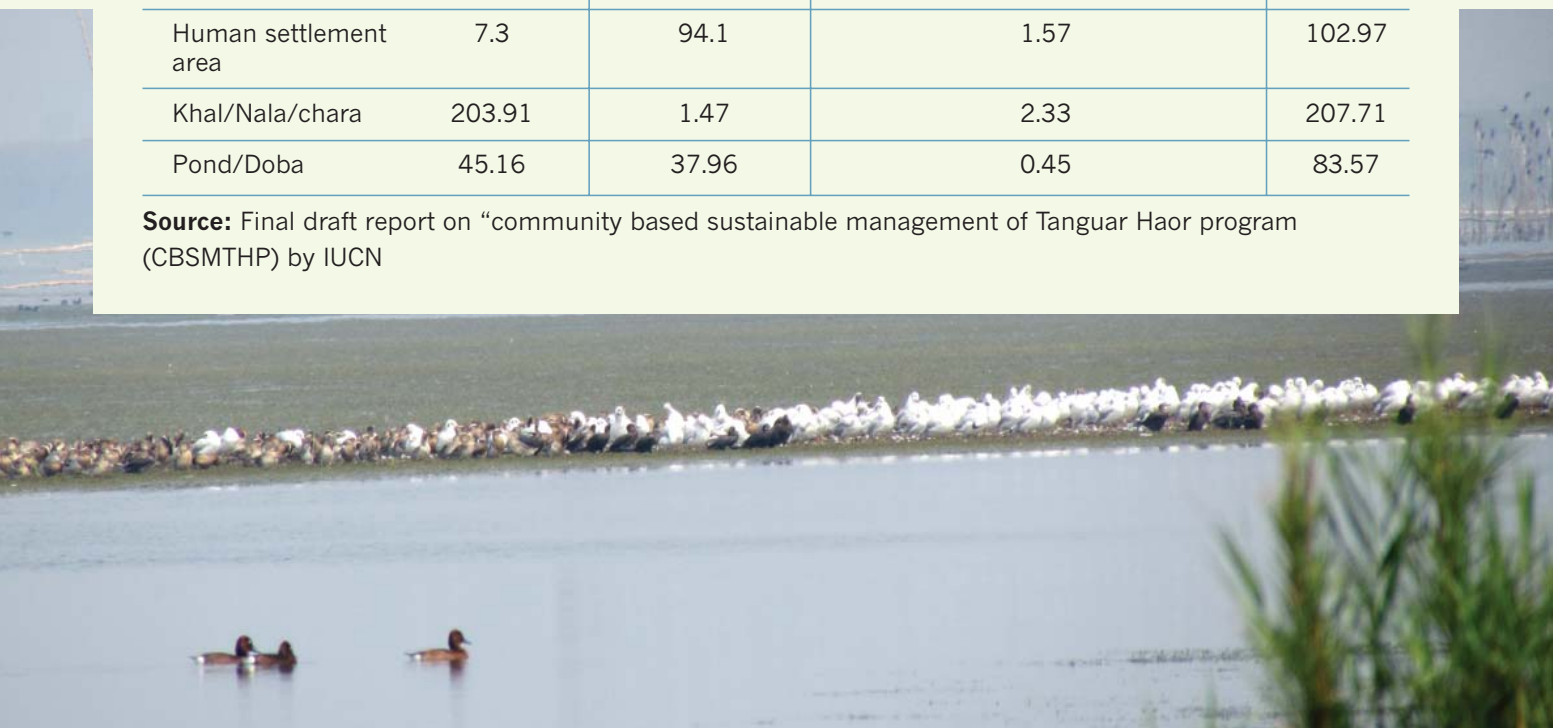 Human settlement area 7.3 94.1 1.57 102.97
Khal/Nala/chara 203.91 1.47 2.33 207.71
Pond/Doba 45.16 37.96 0.45 83.57
Source: Final draft report on “community based sustainable management of Tanguar Haor program
(CBSMTHP) by IUCN